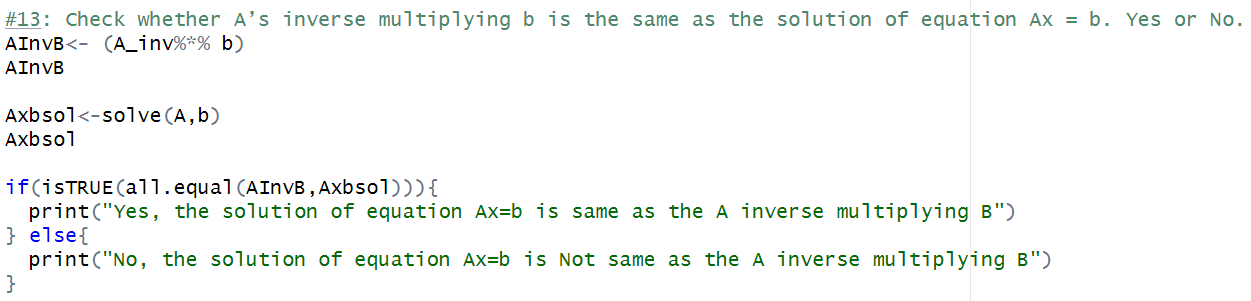 #13: Check whether A’s inverse multiplying b is the same as the solution of equation Ax = b. Yes or No.
AInvB<- (A_inv%*% b)
AInvB
Axbsol<-solve(A,b)
Axbsol
if(isTRUE(all.equal(AInvB,Axbsol))){
  print("Yes, the solution of equation Ax=b is same as the A inverse multiplying B")
} else{
  print("No, the solution of equation Ax=b is Not same as the A inverse multiplying B")
}